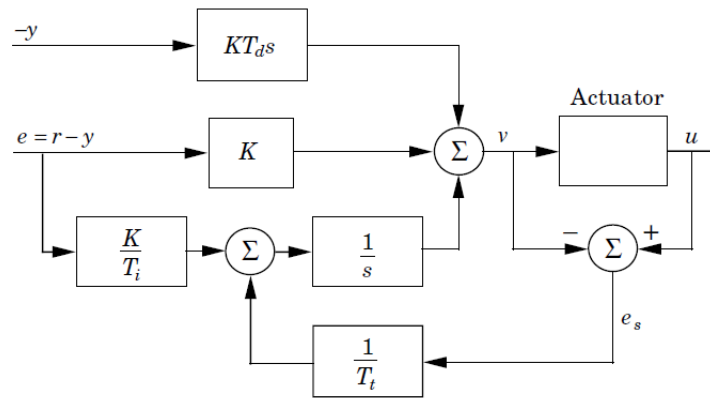 −y
KT_d s
Actuator
e = r − y
K
Σ
v
u
K/T_i
Σ
1/s
−
Σ
+
e_s
1/T_t